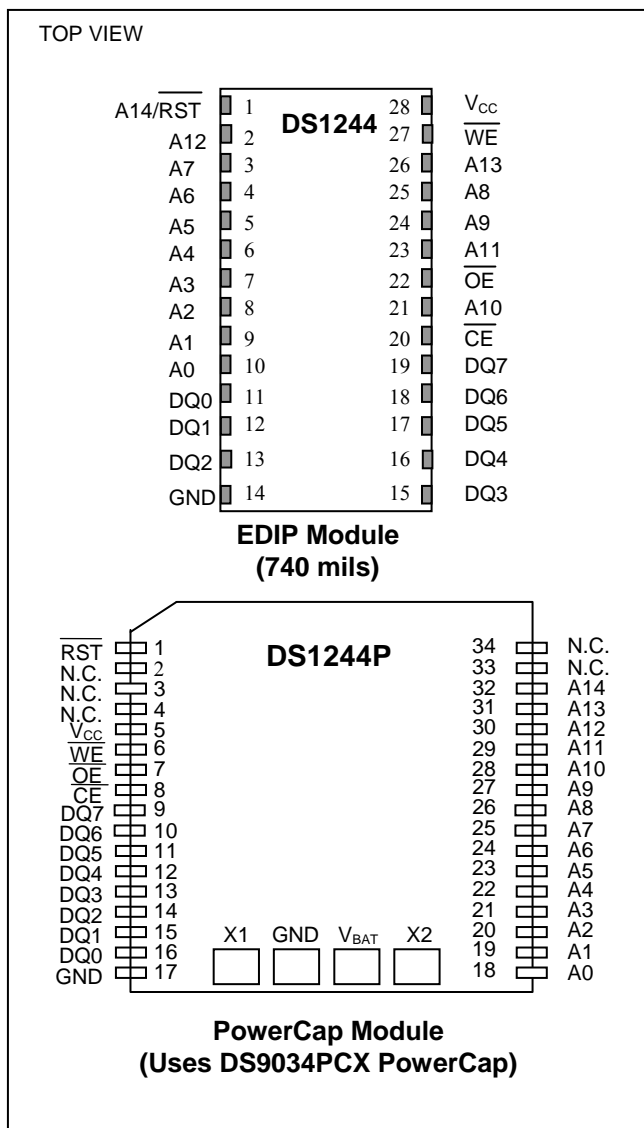 TOP VIEW
A14/RST 1 DS1244 28 VCC
A12 2 27 WE
A7 3 26 A13
A6 4 25 A8
A5 5 24 A9
A4 6 23 A11
A3 7 22 OE
A2 8 21 A10
A1 9 20 CE
A0 10 19 DQ7
DQ0 11 18 DQ6
DQ1 12 17 DQ5
DQ2 13 16 DQ4
GND 14 15 DQ3
EDIP Module
(740 mils)
RST 1 DS1244P 34 N.C.
N.C. 2 33 N.C.
N.C. 3 32 A14
N.C. 4 31 A13
VCC 5 30 A12
WE 6 29 A11
OE 7 28 A10
CE 8 27 A9
DQ7 9 26 A8
DQ6 10 25 A7
DQ5 11 24 A6
DQ4 12 23 A5
DQ3 13 22 A4
DQ2 14 21 A3
DQ1 15 X1 GND VBAT X2 20 A2
DQ0 16 19 A1
GND 17 18 A0
PowerCap Module
(Uses DS9034PCX PowerCap)